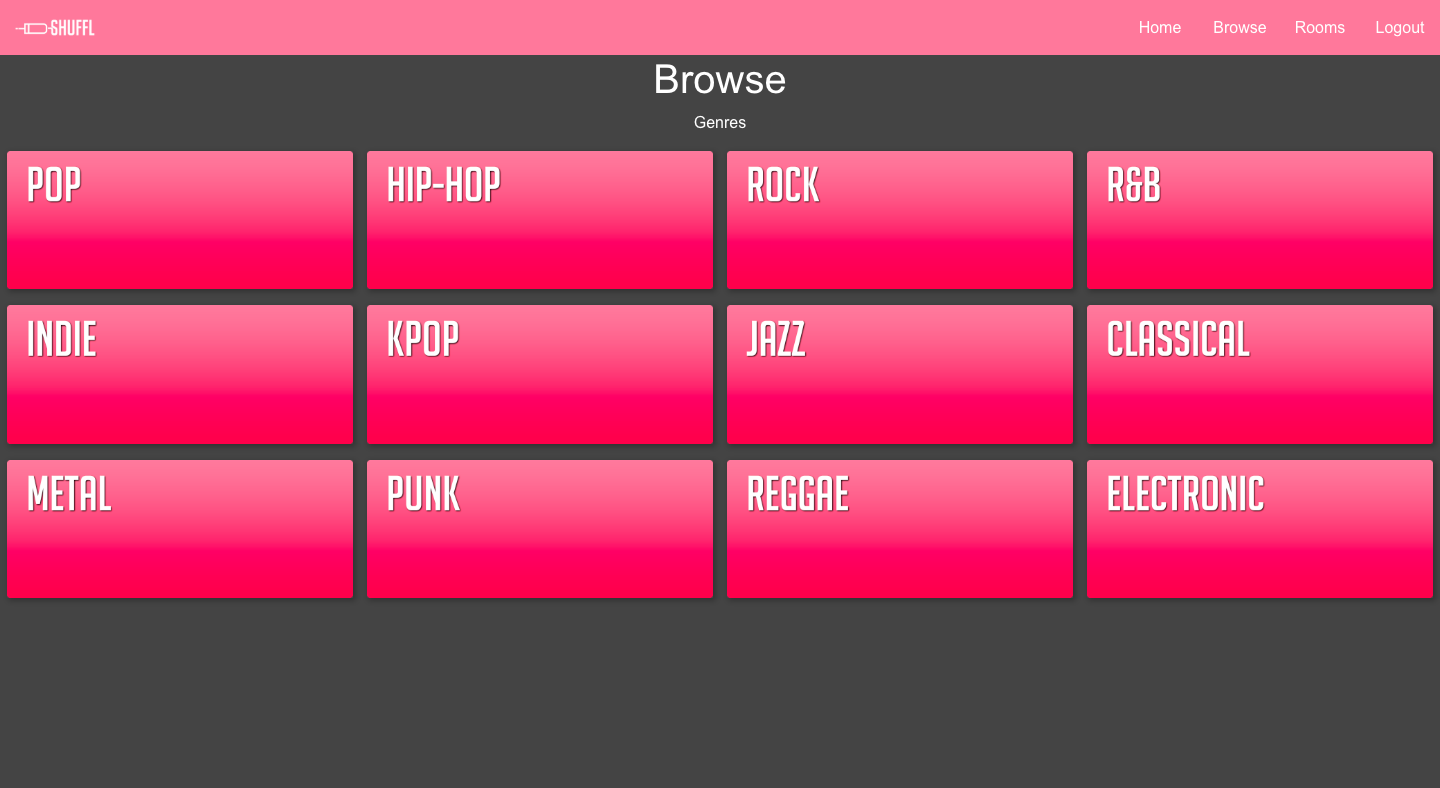 SHUFFL Home Browse Rooms Logout
Browse
Genres
POP HIP-HOP ROCK R&B
INDIE KPOP JAZZ CLASSICAL
METAL PUNK REGGAE ELECTRONIC